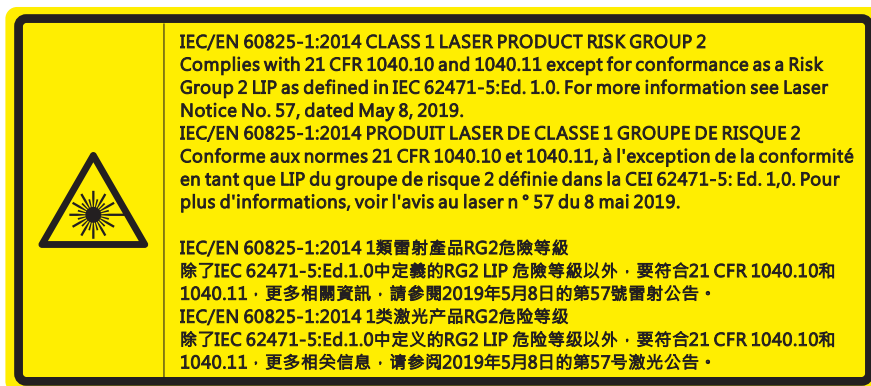 IEC/EN 60825-1:2014 CLASS 1 LASER PRODUCT RISK GROUP 2
Complies with 21 CFR 1040.10 and 1040.11 except for conformance as a Risk
Group 2 LIP as defined in IEC 62471-5:Ed. 1.0. For more information see Laser
Notice No. 57, dated May 8, 2019.
IEC/EN 60825-1:2014 PRODUIT LASER DE CLASSE 1 GROUPE DE RISQUE 2
Conforme aux normes 21 CFR 1040.10 et 1040.11, à l'exception de la conformité
en tant que LIP du groupe de risque 2 définie dans la CEI 62471-5: Ed. 1,0. Pour
plus d'informations, voir l'avis au laser n ° 57 du 8 mai 2019.
IEC/EN 60825-1:2014 1類雷射產品RG2危險等級
除了IEC 62471-5:Ed.1.0中定義的RG2 LIP 危險等級以外，要符合21 CFR 1040.10和
1040.11，更多相關資訊，請參閱2019年5月8日的第57號雷射公告。
IEC/EN 60825-1:2014 1类激光产品RG2危险等级
除了IEC 62471-5:Ed.1.0中定义的RG2 LIP 危险等级以外，要符合21 CFR 1040.10和
1040.11，更多相关信息，请参阅2019年5月8日的第57号激光公告。